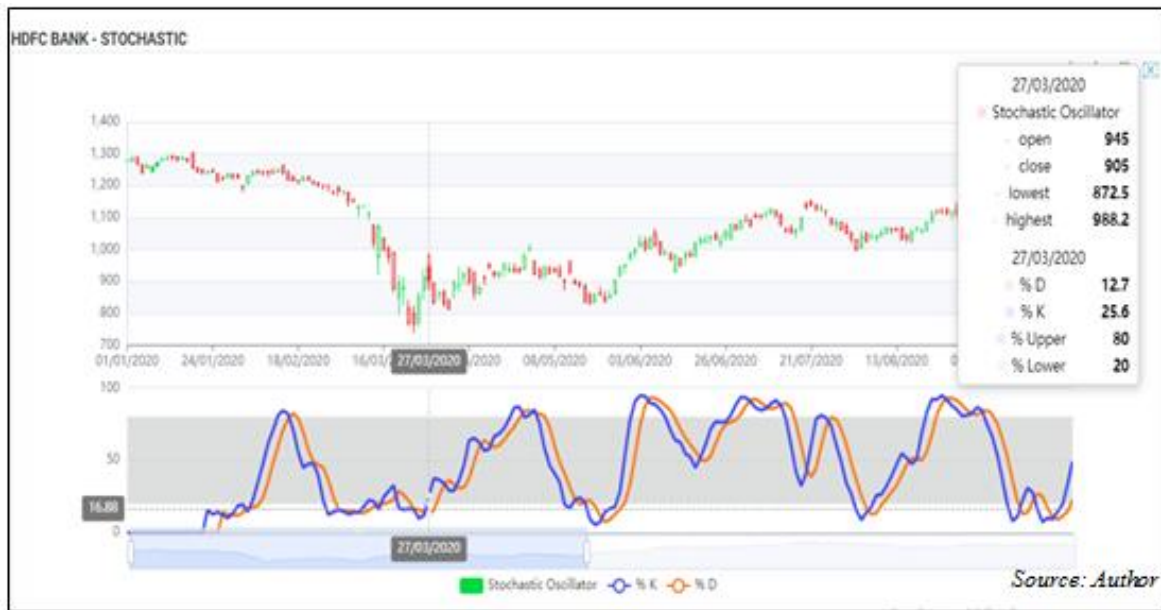 HDFC BANK - STOCHASTIC
27/03/2020
Stochastic Oscillator
open 945
close 905
lowest 872.5
highest 988.2
27/03/2020
% D 12.7
% K 25.6
% Upper 80
% Lower 20
1,400
1,300
1,200
1,100
1,000
900
800
700
01/01/2020 24/01/2020 18/02/2020 27/03/2020 08/05/2020 03/06/2020 26/06/2020 21/07/2020
100
50
16.88
0
27/03/2020
Stochastic Oscillator % K % D
Source: Author